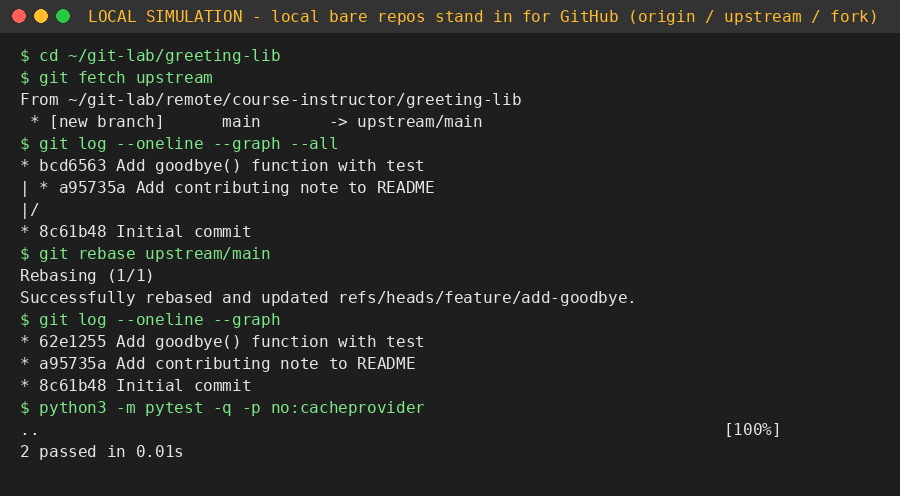 LOCAL SIMULATION - local bare repos stand in for GitHub (origin / upstream / fork)
$ cd ~/git-lab/greeting-lib
$ git fetch upstream
From ~/git-lab/remote/course-instructor/greeting-lib
 * [new branch]      main       -> upstream/main
$ git log --oneline --graph --all
* bcd6563 Add goodbye() function with test
| * a95735a Add contributing note to README
|/
* 8c61b48 Initial commit
$ git rebase upstream/main
Rebasing (1/1)
Successfully rebased and updated refs/heads/feature/add-goodbye.
$ git log --oneline --graph
* 62e1255 Add goodbye() function with test
* a95735a Add contributing note to README
* 8c61b48 Initial commit
$ python3 -m pytest -q -p no:cacheprovider
..                                                                       [100%]
2 passed in 0.01s